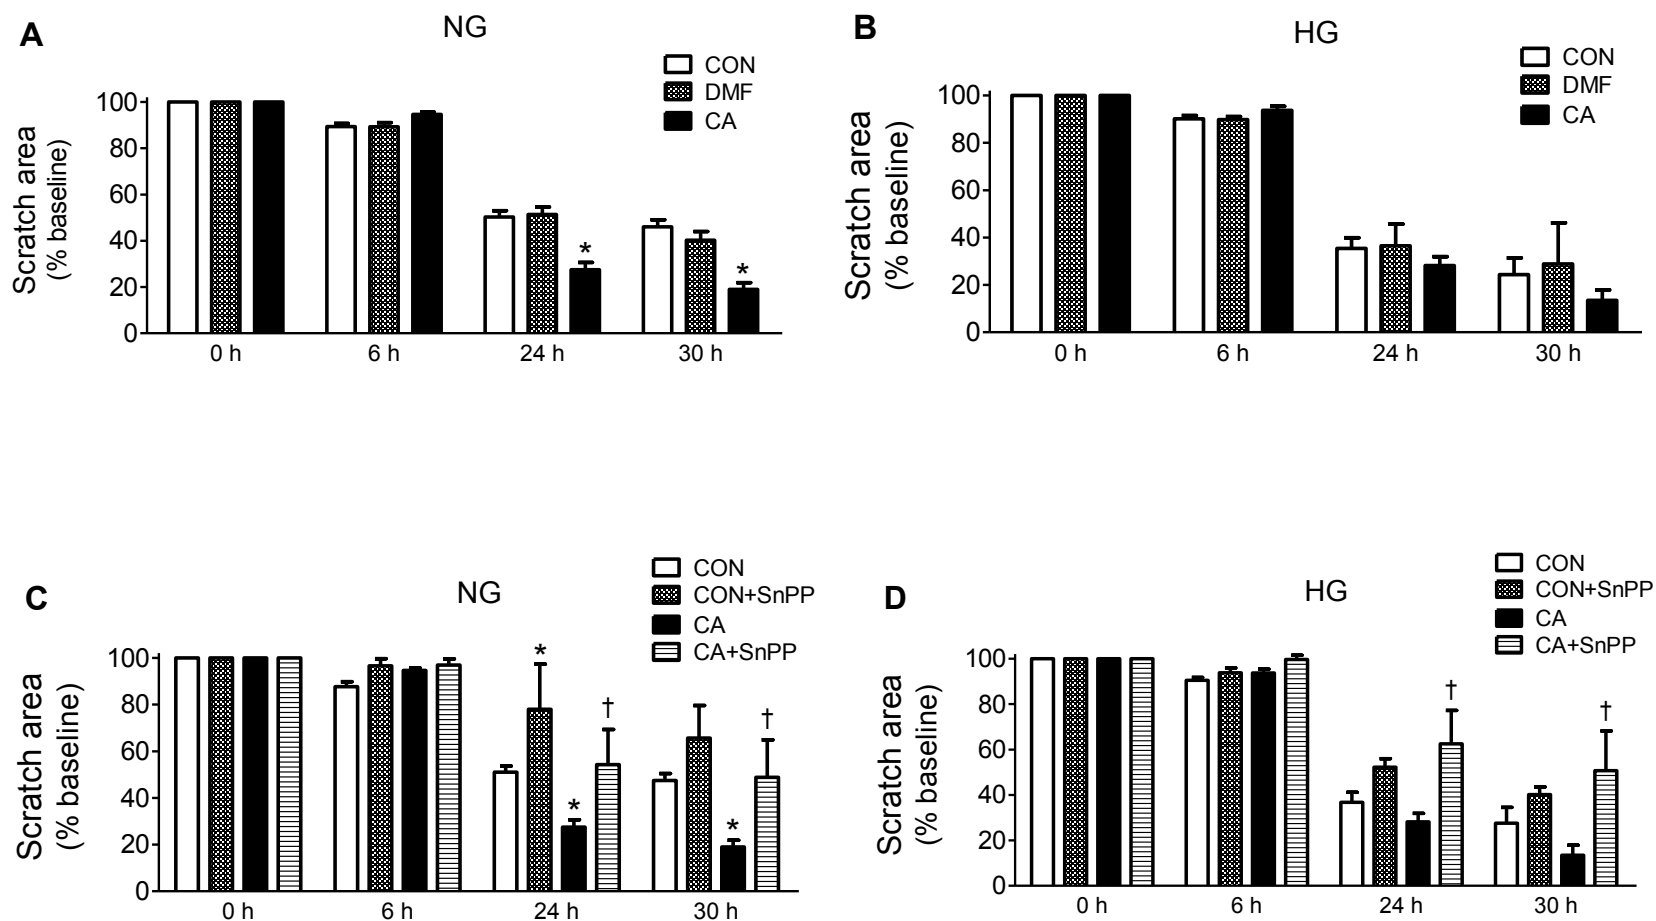 A
NG
CON
DMF
CA
Scratch area
(% baseline)
100
80
60
40
20
0
*
*
0 h
6 h
24 h
30 h
B
HG
CON
DMF
CA
Scratch area
(% baseline)
100
80
60
40
20
0
0 h
6 h
24 h
30 h
C
NG
CON
CON+SnPP
CA
CA+SnPP
Scratch area
(% baseline)
100
80
60
40
20
0
*
*
†
*
†
0 h
6 h
24 h
30 h
D
HG
CON
CON+SnPP
CA
CA+SnPP
Scratch area
(% baseline)
100
80
60
40
20
0
†
†
0 h
6 h
24 h
30 h